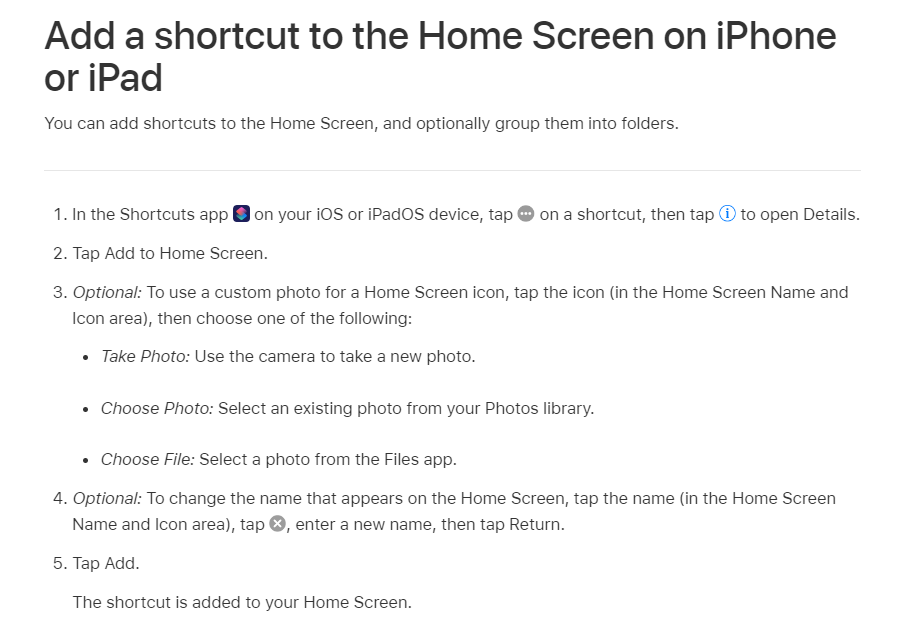 Add a shortcut to the Home Screen on iPhone
or iPad
You can add shortcuts to the Home Screen, and optionally group them into folders.
1. In the Shortcuts app on your iOS or iPadOS device, tap on a shortcut, then tap to open Details.
2. Tap Add to Home Screen.
3. Optional: To use a custom photo for a Home Screen icon, tap the icon (in the Home Screen Name and
Icon area), then choose one of the following:
• Take Photo: Use the camera to take a new photo.
• Choose Photo: Select an existing photo from your Photos library.
• Choose File: Select a photo from the Files app.
4. Optional: To change the name that appears on the Home Screen, tap the name (in the Home Screen
Name and Icon area), tap , enter a new name, then tap Return.
5. Tap Add.
The shortcut is added to your Home Screen.